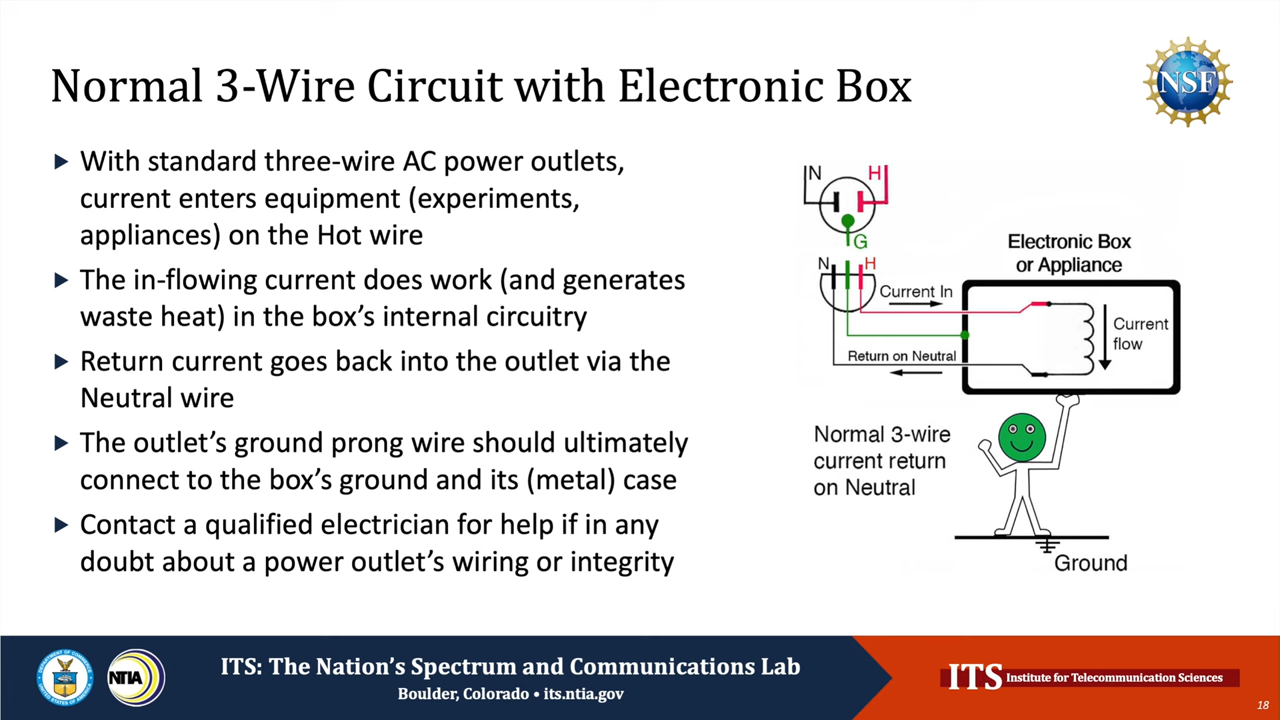 Normal 3-Wire Circuit with Electronic Box
NSF
With standard three-wire AC power outlets,
current enters equipment (experiments,
appliances) on the Hot wire
The in-flowing current does work (and generates
waste heat) in the box’s internal circuitry
Return current goes back into the outlet via the
Neutral wire
The outlet’s ground prong wire should ultimately
connect to the box’s ground and its (metal) case
Contact a qualified electrician for help if in any
doubt about a power outlet’s wiring or integrity
N
H
G
N
H
Electronic Box
or Appliance
Current In
Current
flow
Return on Neutral
Normal 3-wire
current return
on Neutral
Ground
NTIA
ITS: The Nation’s Spectrum and Communications Lab
Boulder, Colorado • its.ntia.gov
ITS Institute for Telecommunication Sciences
18